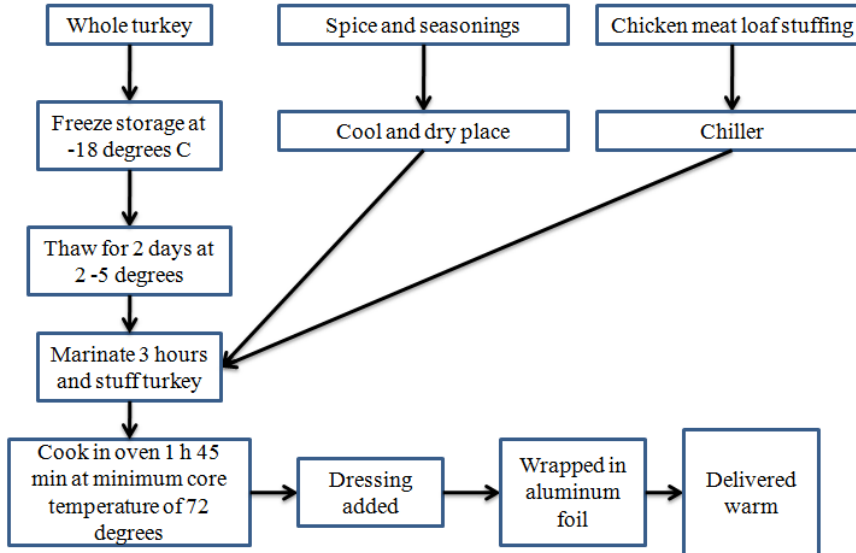 Whole turkey
Spice and seasonings
Chicken meat loaf stuffing
Freeze storage at
-18 degrees C
Cool and dry place
Chiller
Thaw for 2 days at
2 -5 degrees
Marinate 3 hours
and stuff turkey
Cook in oven 1 h 45
min at minimum core
temperature of 72
degrees
Dressing
added
Wrapped in
aluminum
foil
Delivered
warm